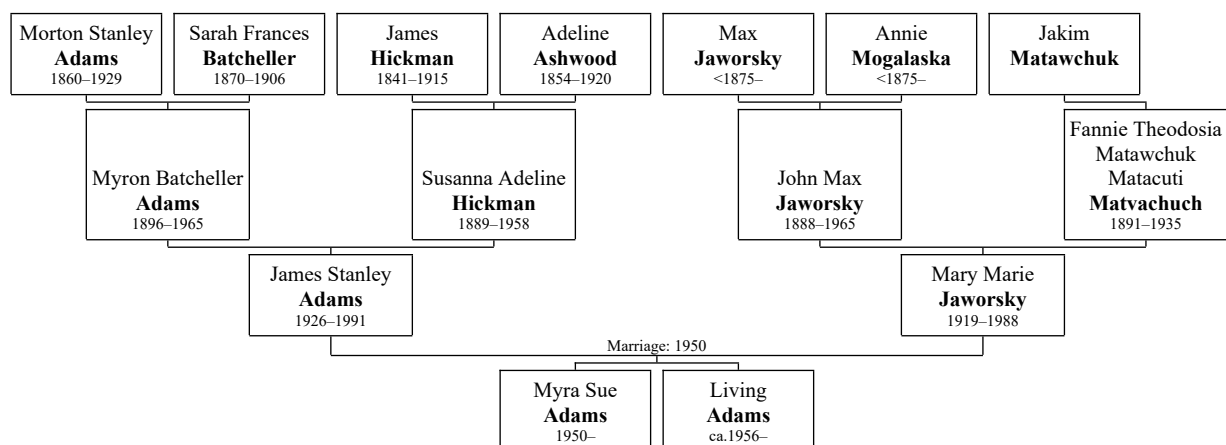 Morton Stanley
Adams
1860–1929
Sarah Frances
Batcheller
1870–1906
James
Hickman
1841–1915
Adeline
Ashwood
1854–1920
Max
Jaworsky
<1875–
Annie
Mogalaska
<1875–
Jakim
Matawchuk
Myron Batcheller
Adams
1896–1965
Susanna Adeline
Hickman
1889–1958
John Max
Jaworsky
1888–1965
Fannie Theodosia
Matawchuk
Matacuti
Matvachuch
1891–1935
James Stanley
Adams
1926–1991
Mary Marie
Jaworsky
1919–1988
Marriage: 1950
Myra Sue
Adams
1950–
Living
Adams
ca.1956–